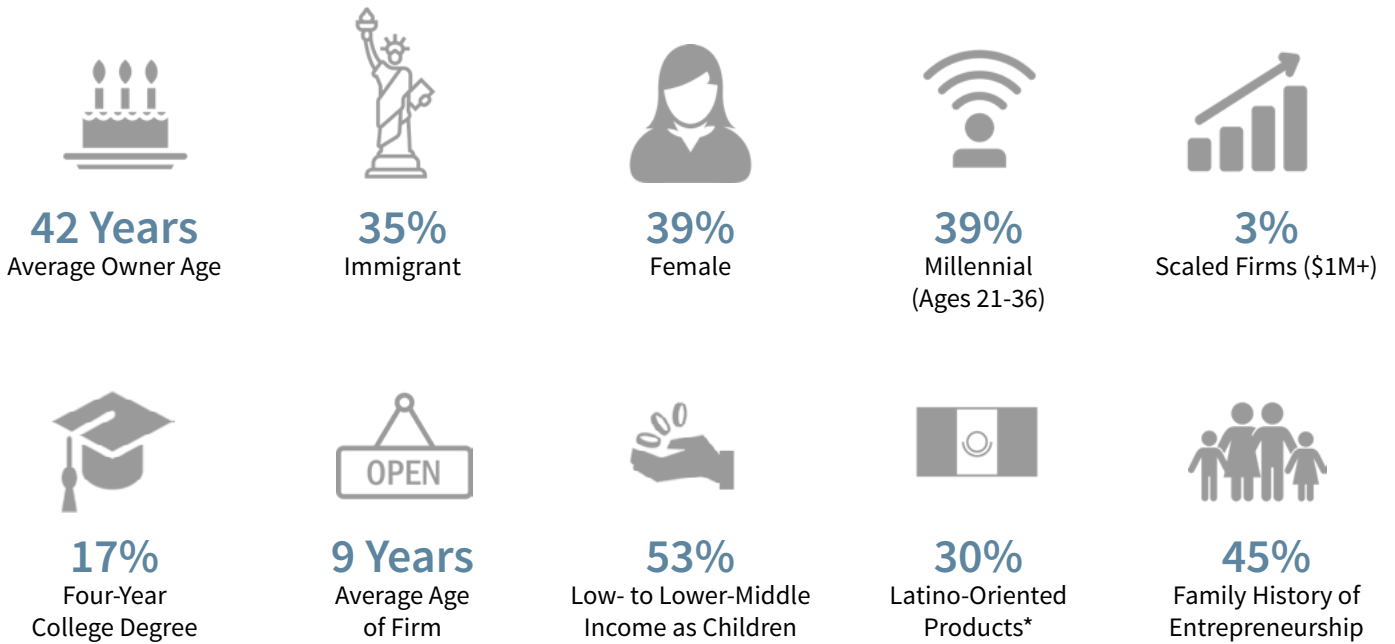 42 Years
Average Owner Age
35%
Immigrant
39%
Female
39%
Millennial
(Ages 21-36)
3%
Scaled Firms ($1M+)
17%
Four-Year
College Degree
OPEN
9 Years
Average Age
of Firm
53%
Low- to Lower-Middle
Income as Children
30%
Latino-Oriented
Products*
45%
Family History of
Entrepreneurship